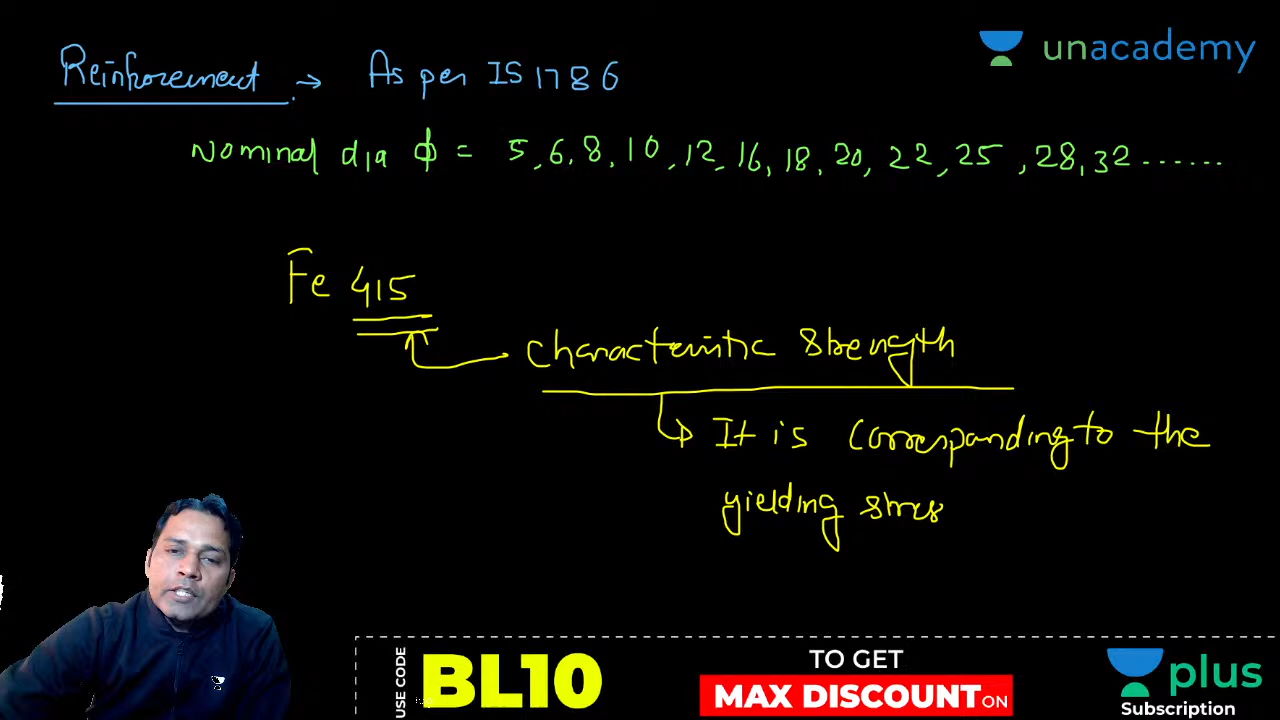 unacademy
Reinforcement → As per IS 1786
Nominal dia ϕ = 5, 6, 8, 10, 12, 16, 18, 20, 22, 25, 28, 32 ......
Fe 415
Characteristic strength
It is corresponding to the
yielding stress
USE CODE
BL10
TO GET
MAX DISCOUNT ON
plus
Subscription